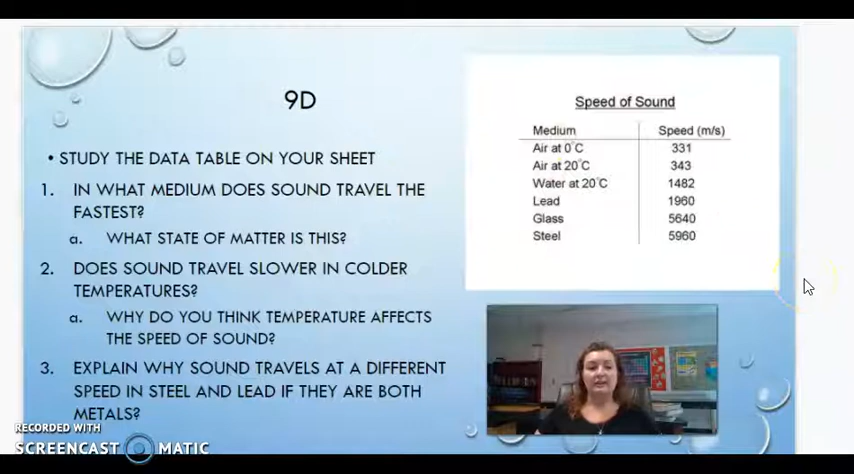 9D
• STUDY THE DATA TABLE ON YOUR SHEET
1. IN WHAT MEDIUM DOES SOUND TRAVEL THE
FASTEST?
a. WHAT STATE OF MATTER IS THIS?
2. DOES SOUND TRAVEL SLOWER IN COLDER
TEMPERATURES?
a. WHY DO YOU THINK TEMPERATURE AFFECTS
THE SPEED OF SOUND?
3. EXPLAIN WHY SOUND TRAVELS AT A DIFFERENT
SPEED IN STEEL AND LEAD IF THEY ARE BOTH
METALS?
Speed of Sound
Medium Speed (m/s)
Air at 0°C 331
Air at 20°C 343
Water at 20°C 1482
Lead 1960
Glass 5640
Steel 5960
RECORDED WITH
SCREENCAST MATIC